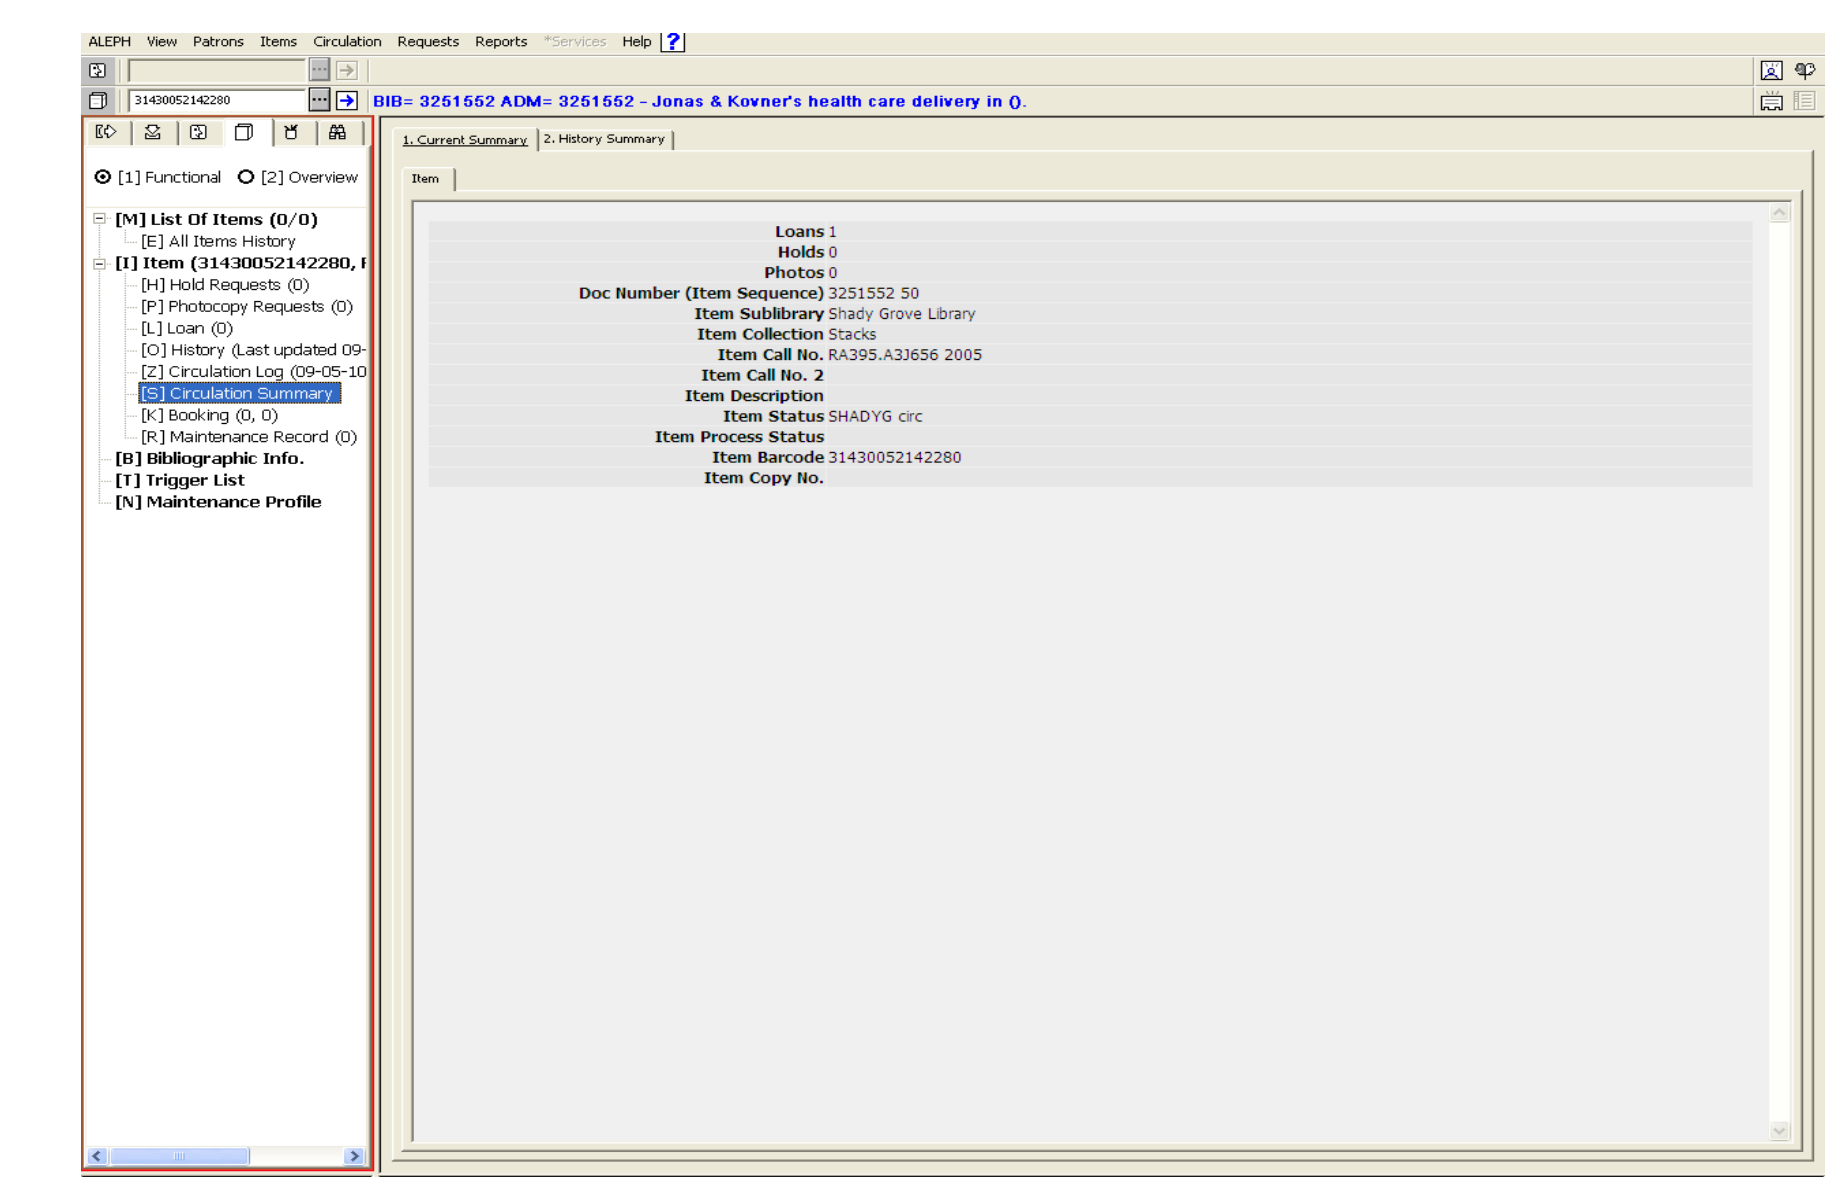 ALEPH View Patrons Items Circulation Requests Reports *Services Help ?
31430052142280 ... BIB= 3251552 ADM= 3251552 - Jonas & Kovner's health care delivery in ().
1. Current Summary 2. History Summary
[1] Functional [2] Overview
Item
[M] List Of Items (0/0)
[E] All Items History
[I] Item (31430052142280,
[H] Hold Requests (0)
[P] Photocopy Requests (0)
[L] Loan (0)
[O] History (Last updated 09-
[Z] Circulation Log (09-05-10
[S] Circulation Summary
[K] Booking (0, 0)
[R] Maintenance Record (0)
[B] Bibliographic Info.
[T] Trigger List
[N] Maintenance Profile
Loans 1
Holds 0
Photos 0
Doc Number (Item Sequence) 3251552 50
Item Sublibrary Shady Grove Library
Item Collection Stacks
Item Call No. RA395.A3J656 2005
Item Call No. 2
Item Description
Item Status SHADYG circ
Item Process Status
Item Barcode 31430052142280
Item Copy No.